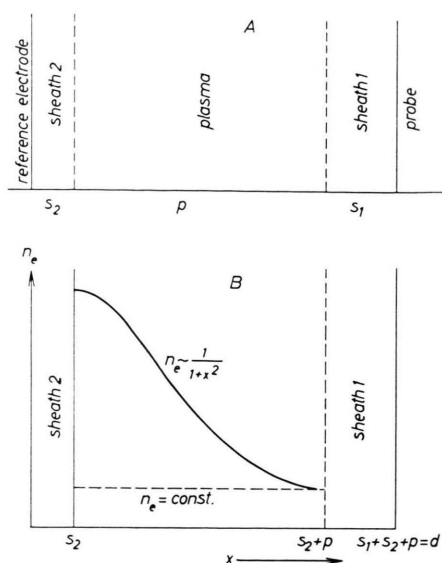 A
reference electrode
sheath 2
plasma
sheath 1
probe
s₂
p
s₁
nₑ
B
sheath 2
nₑ ~ 1/(1+x²)
sheath 1
nₑ = const.
s₂
s₂+p
s₁+s₂+p=d
x